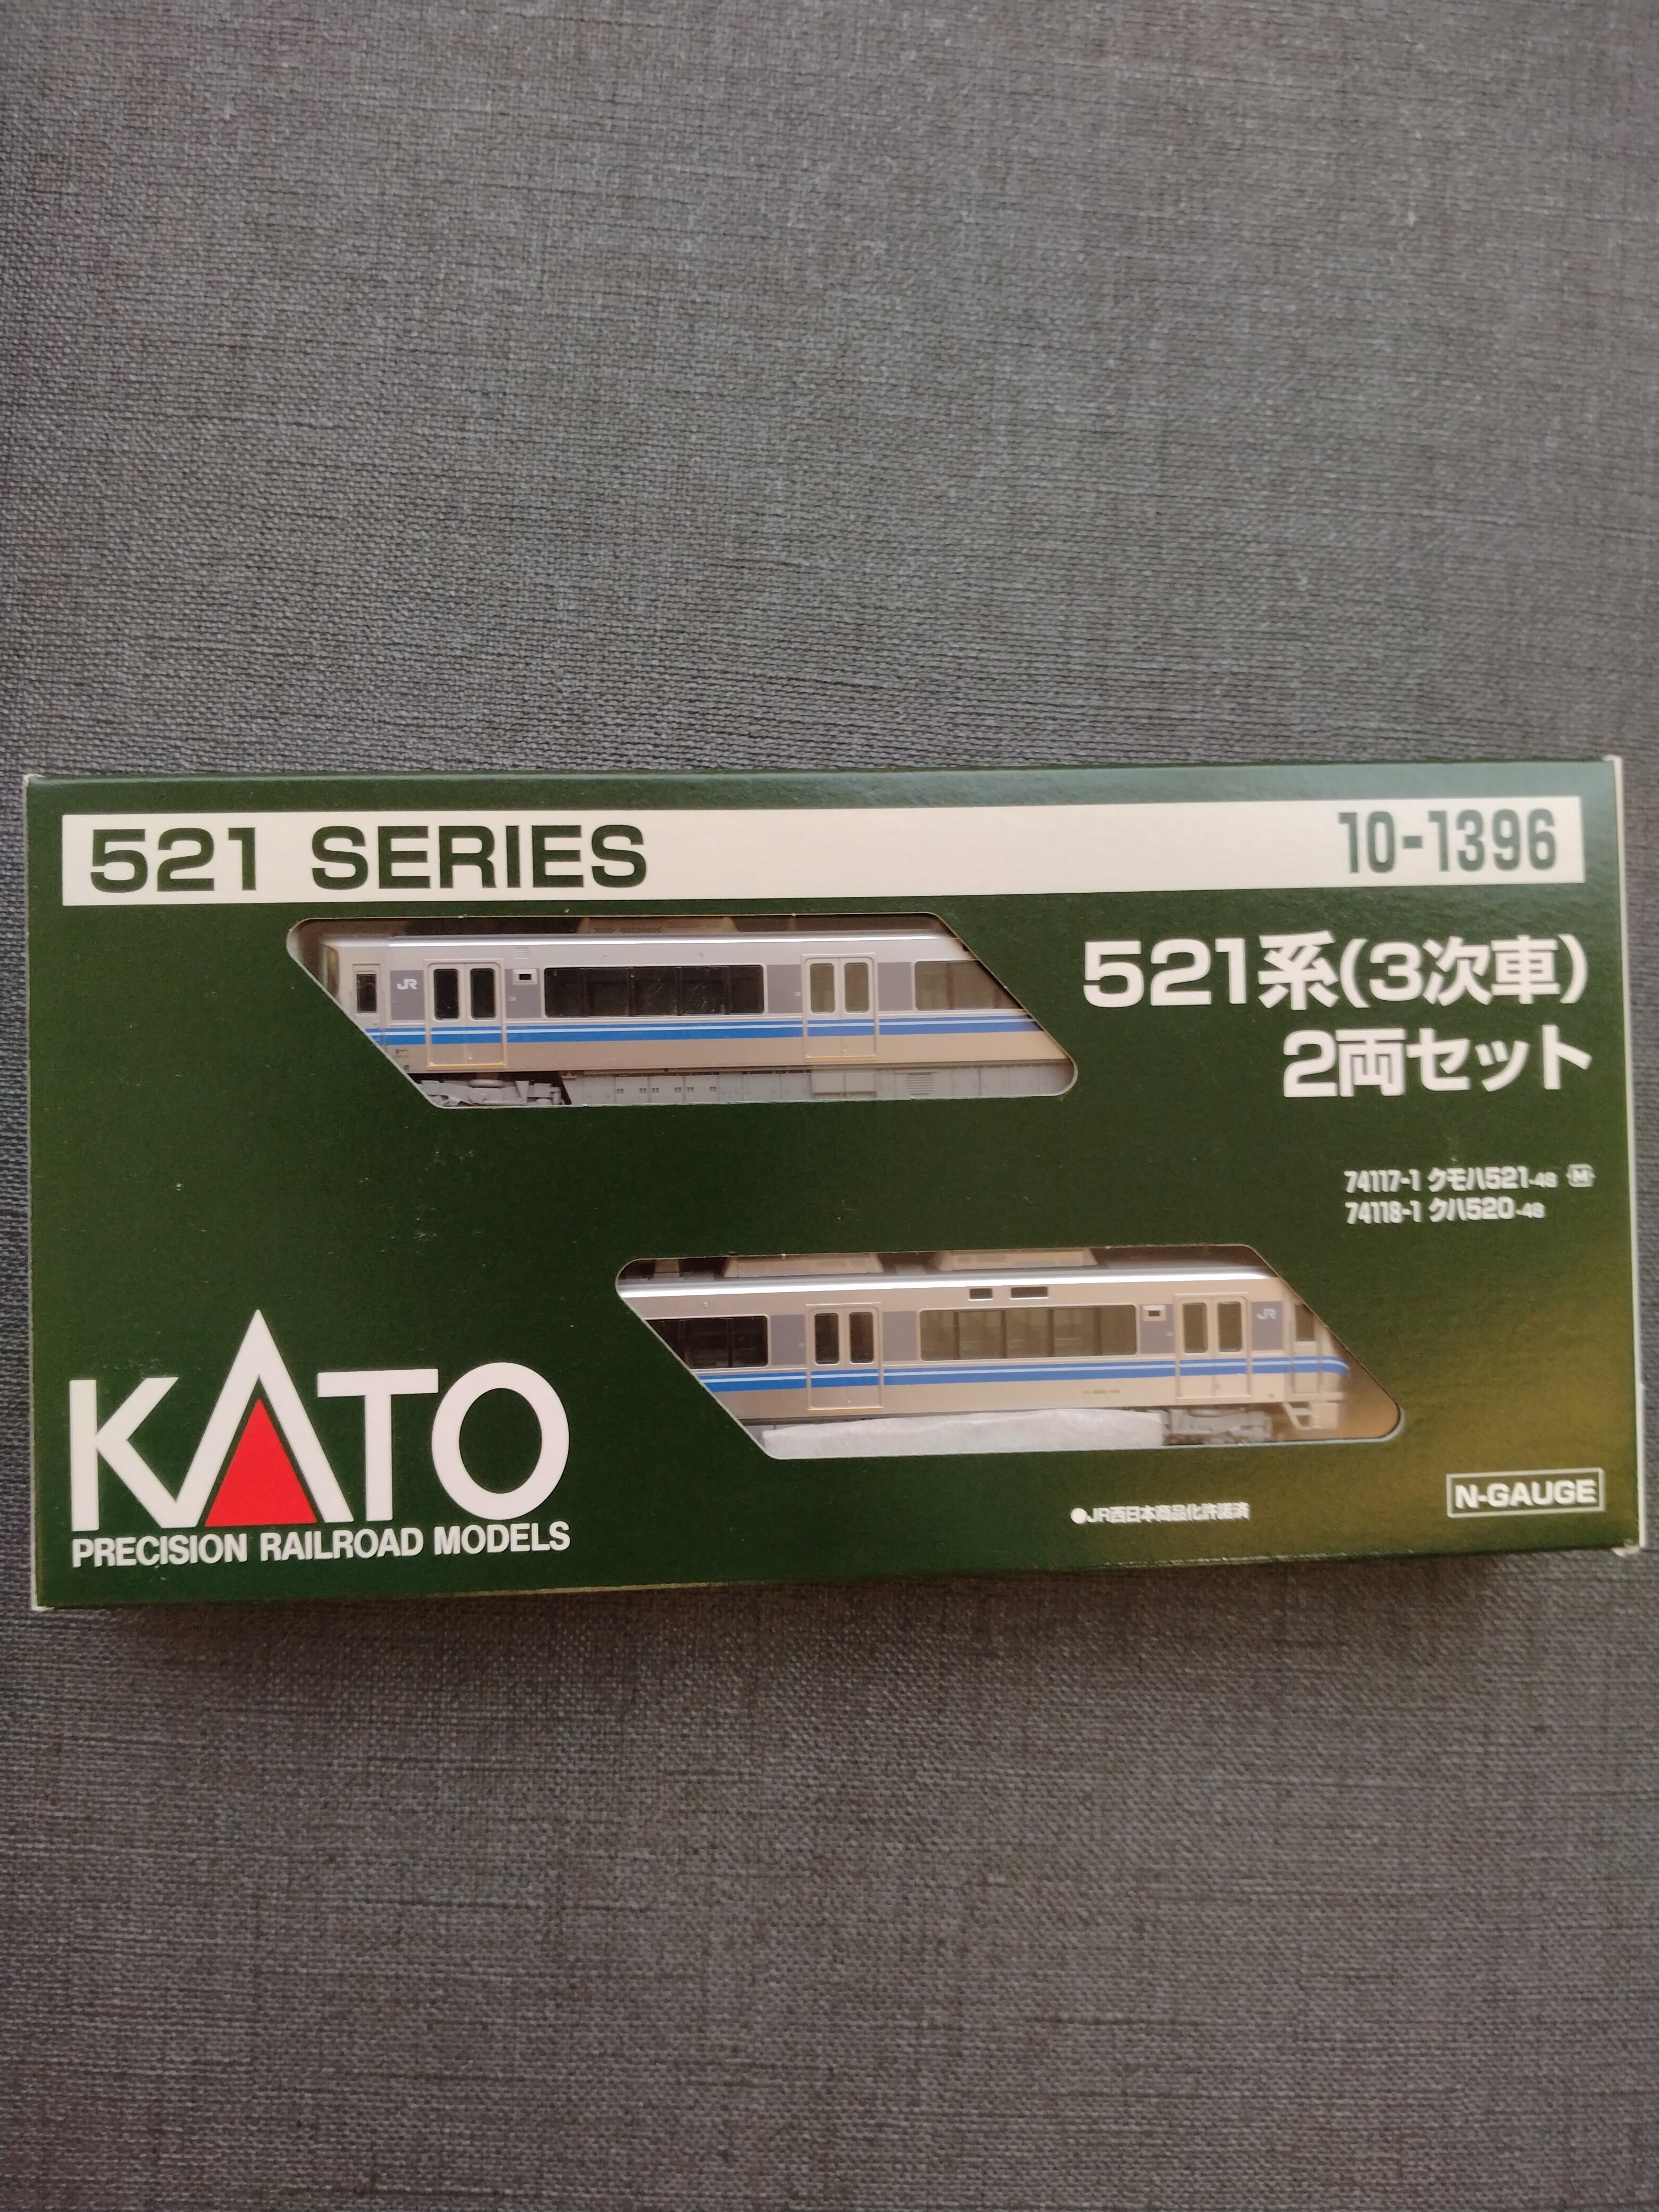 521 SERIES
10-1396
JR
521系(3次車)
2両セット
74117-1 クモハ521-48 M
74118-1 クハ520-48
JR
KATO
PRECISION RAILROAD MODELS
●JR西日本商品化許諾済
N-GAUGE